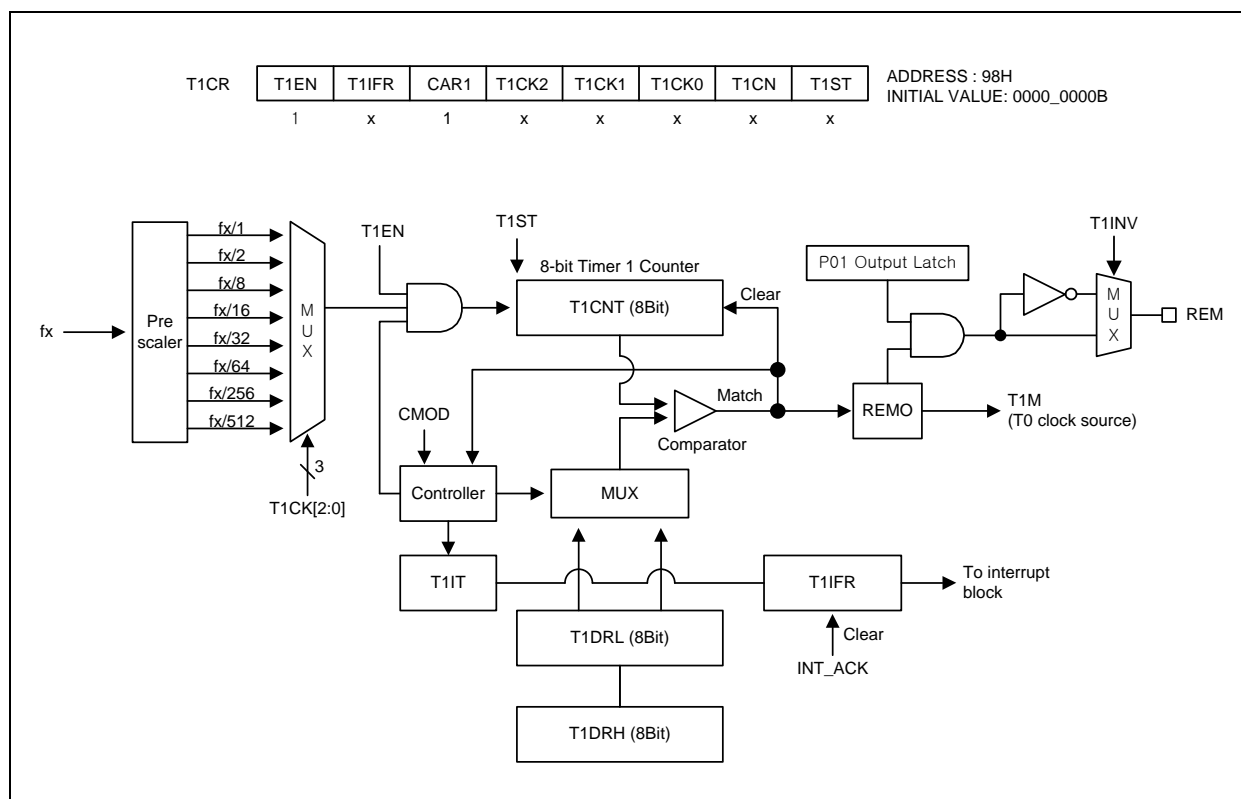 T1CR T1EN T1IFR CAR1 T1CK2 T1CK1 T1CK0 T1CN T1ST ADDRESS : 98H
INITIAL VALUE: 0000_0000B
1 x 1 x x x x x
fx
Pre
scaler
fx/1
fx/2
fx/8
fx/16
fx/32
fx/64
fx/256
fx/512
M
U
X
3
T1CK[2:0]
T1EN
T1ST
8-bit Timer 1 Counter
T1CNT (8Bit)
Clear
Match
Comparator
CMOD
Controller
MUX
T1IT
T1DRL (8Bit)
T1DRH (8Bit)
P01 Output Latch
T1INV
M
U
X
REM
REMO
T1M
(T0 clock source)
T1IFR
To interrupt
block
Clear
INT_ACK